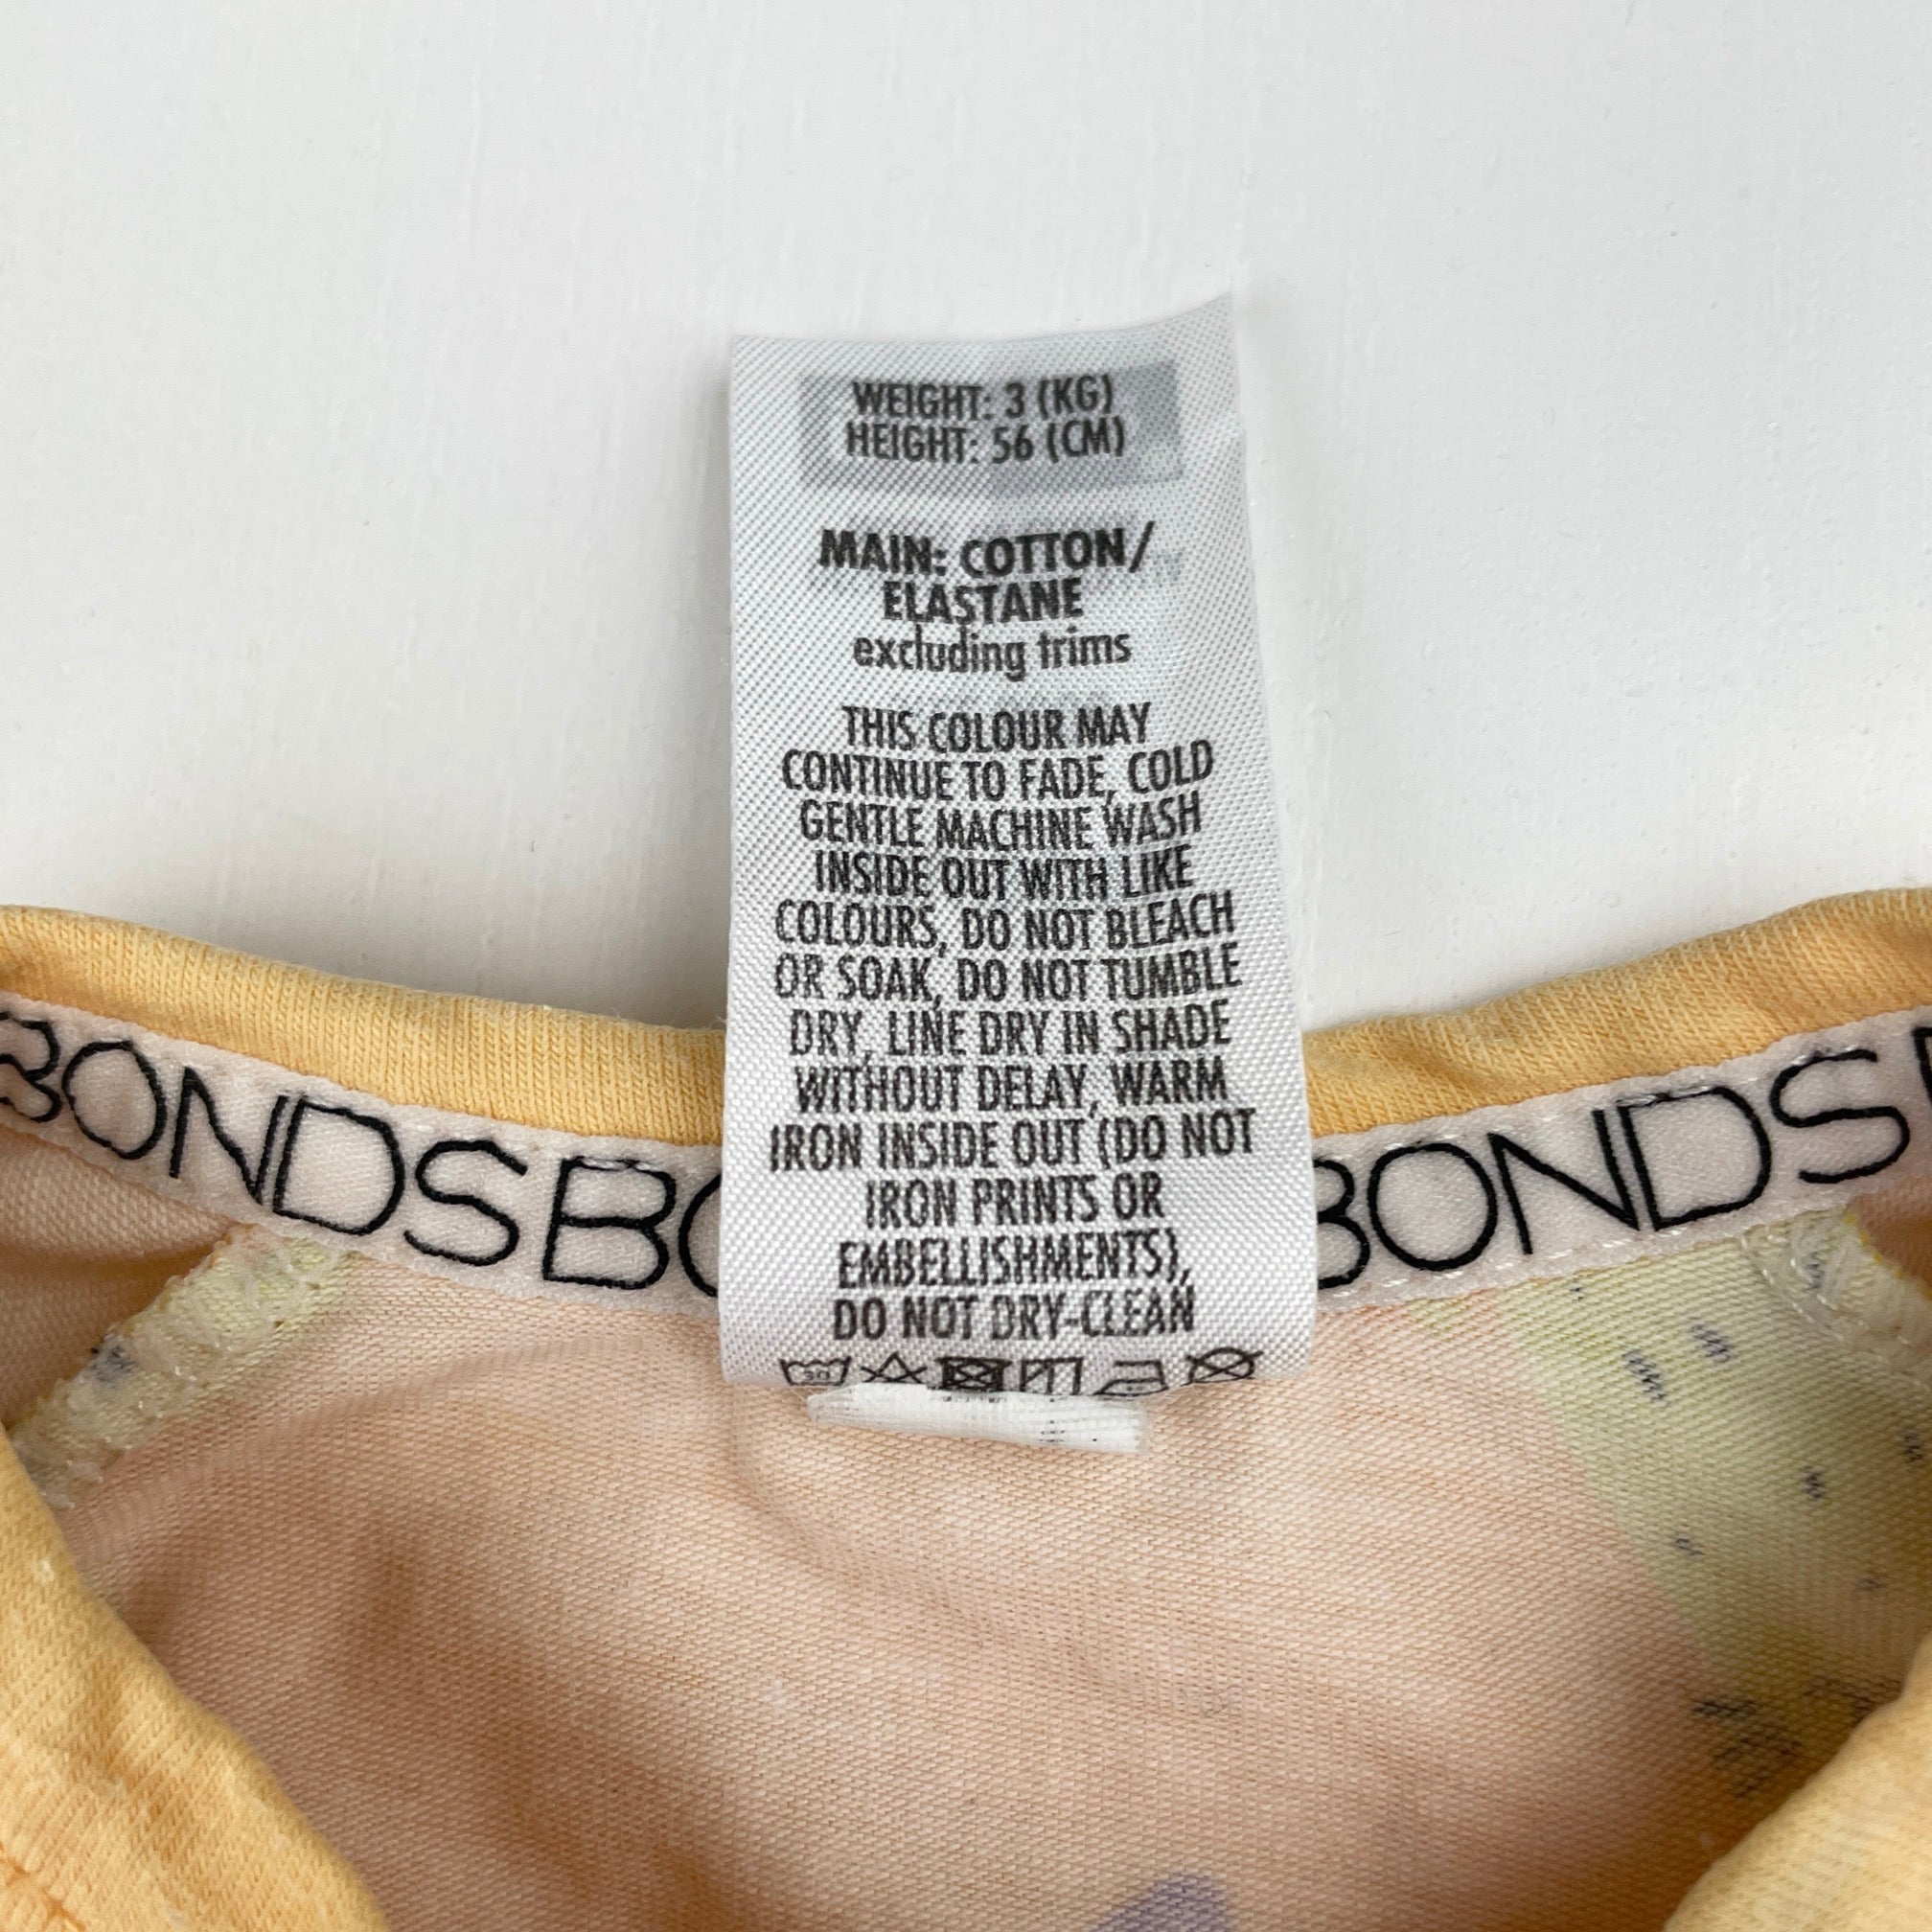 WEIGHT: 3 (KG)
HEIGHT: 56 (CM)
MAIN: COTTON/
ELASTANE
excluding trims
THIS COLOUR MAY
CONTINUE TO FADE, COLD
GENTLE MACHINE WASH
INSIDE OUT WITH LIKE
COLOURS, DO NOT BLEACH
OR SOAK, DO NOT TUMBLE
DRY, LINE DRY IN SHADE
WITHOUT DELAY, WARM
IRON INSIDE OUT (DO NOT
IRON PRINTS OR
EMBELLISHMENTS),
DO NOT DRY-CLEAN
30
BONDSBO BONDS